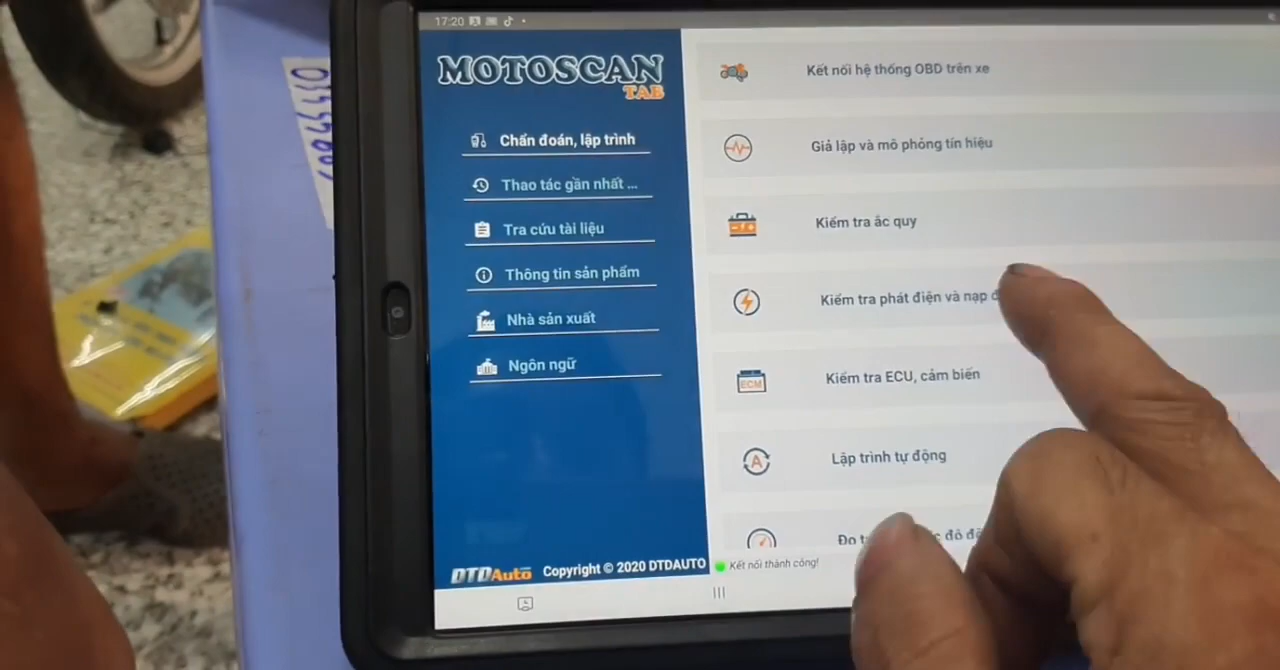 17:20
MOTOSCAN
TAB
Chẩn đoán, lập trình
Thao tác gần nhất ...
Tra cứu tài liệu
Thông tin sản phẩm
Nhà sản xuất
Ngôn ngữ
DTDAuto Copyright © 2020 DTDAUTO
Kết nối hệ thống OBD trên xe
Giả lập và mô phỏng tín hiệu
Kiểm tra ắc quy
Kiểm tra phát điện và nạp
ECM
Kiểm tra ECU, cảm biến
A
Lập trình tự động
Đo
Kết nối thành công!